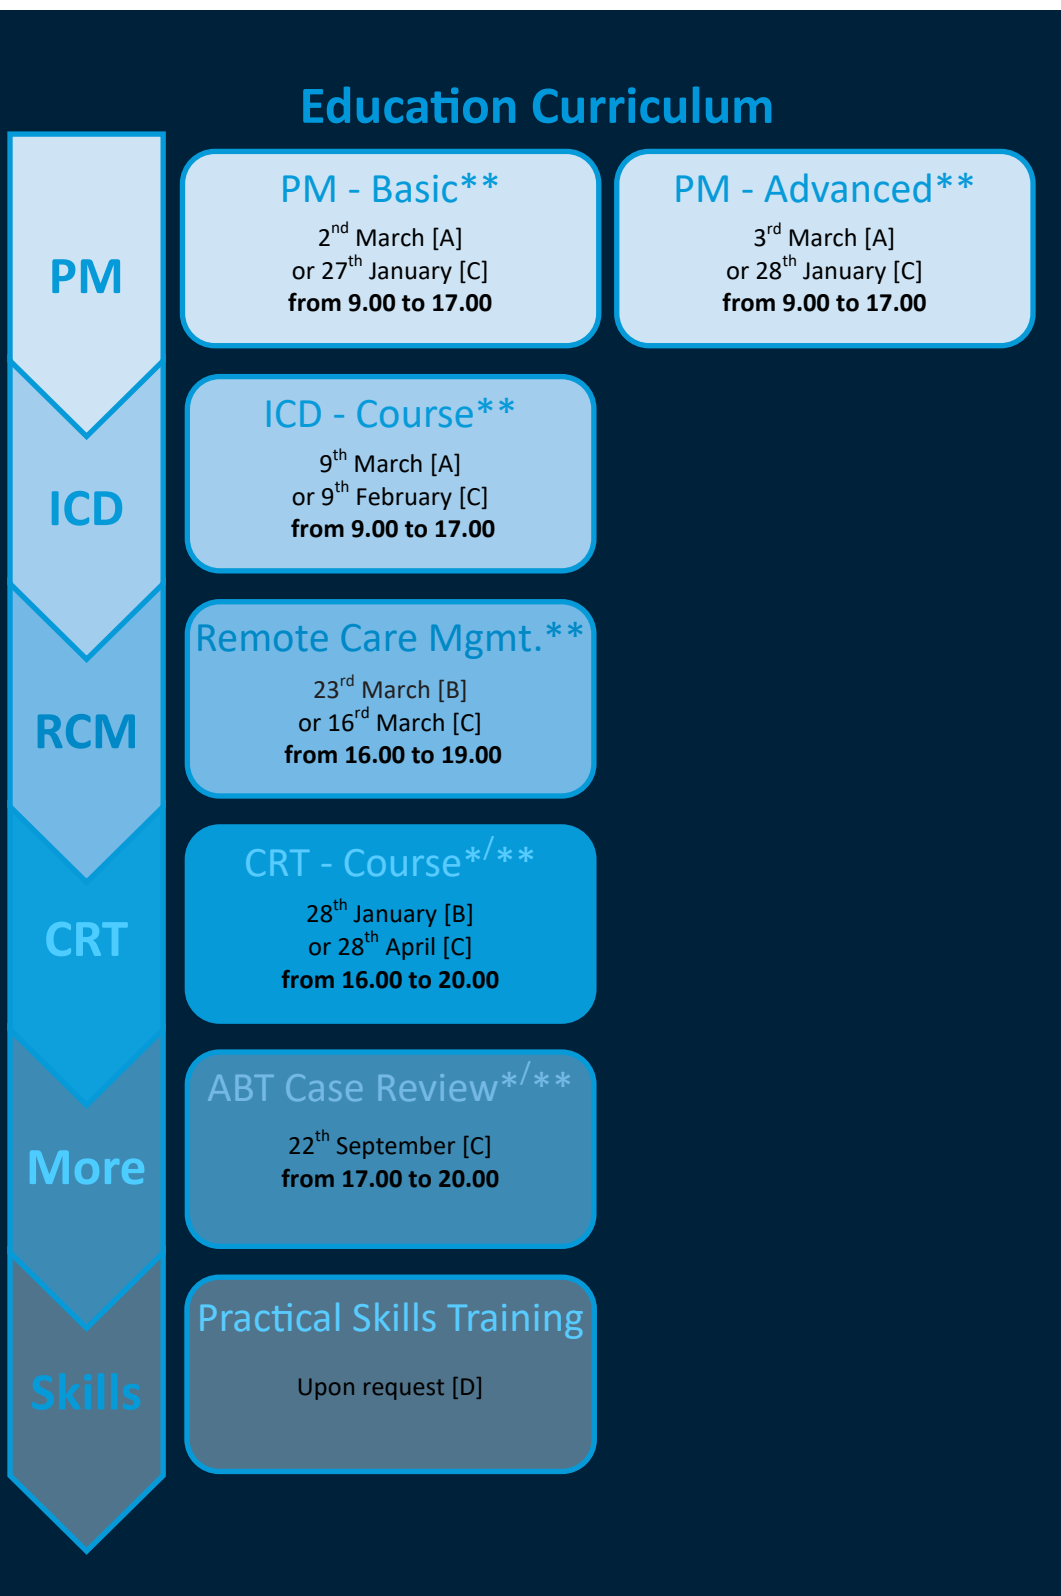 Education Curriculum
PM
PM - Basic**
2nd March [A]
or 27th January [C]
from 9.00 to 17.00
PM - Advanced**
3rd March [A]
or 28th January [C]
from 9.00 to 17.00
ICD
ICD - Course**
9th March [A]
or 9th February [C]
from 9.00 to 17.00
RCM
Remote Care Mgmt.**
23rd March [B]
or 16rd March [C]
from 16.00 to 19.00
CRT
CRT - Course*/**
28th January [B]
or 28th April [C]
from 16.00 to 20.00
More
ABT Case Review*/**
22th September [C]
from 17.00 to 20.00
Skills
Practical Skills Training
Upon request [D]